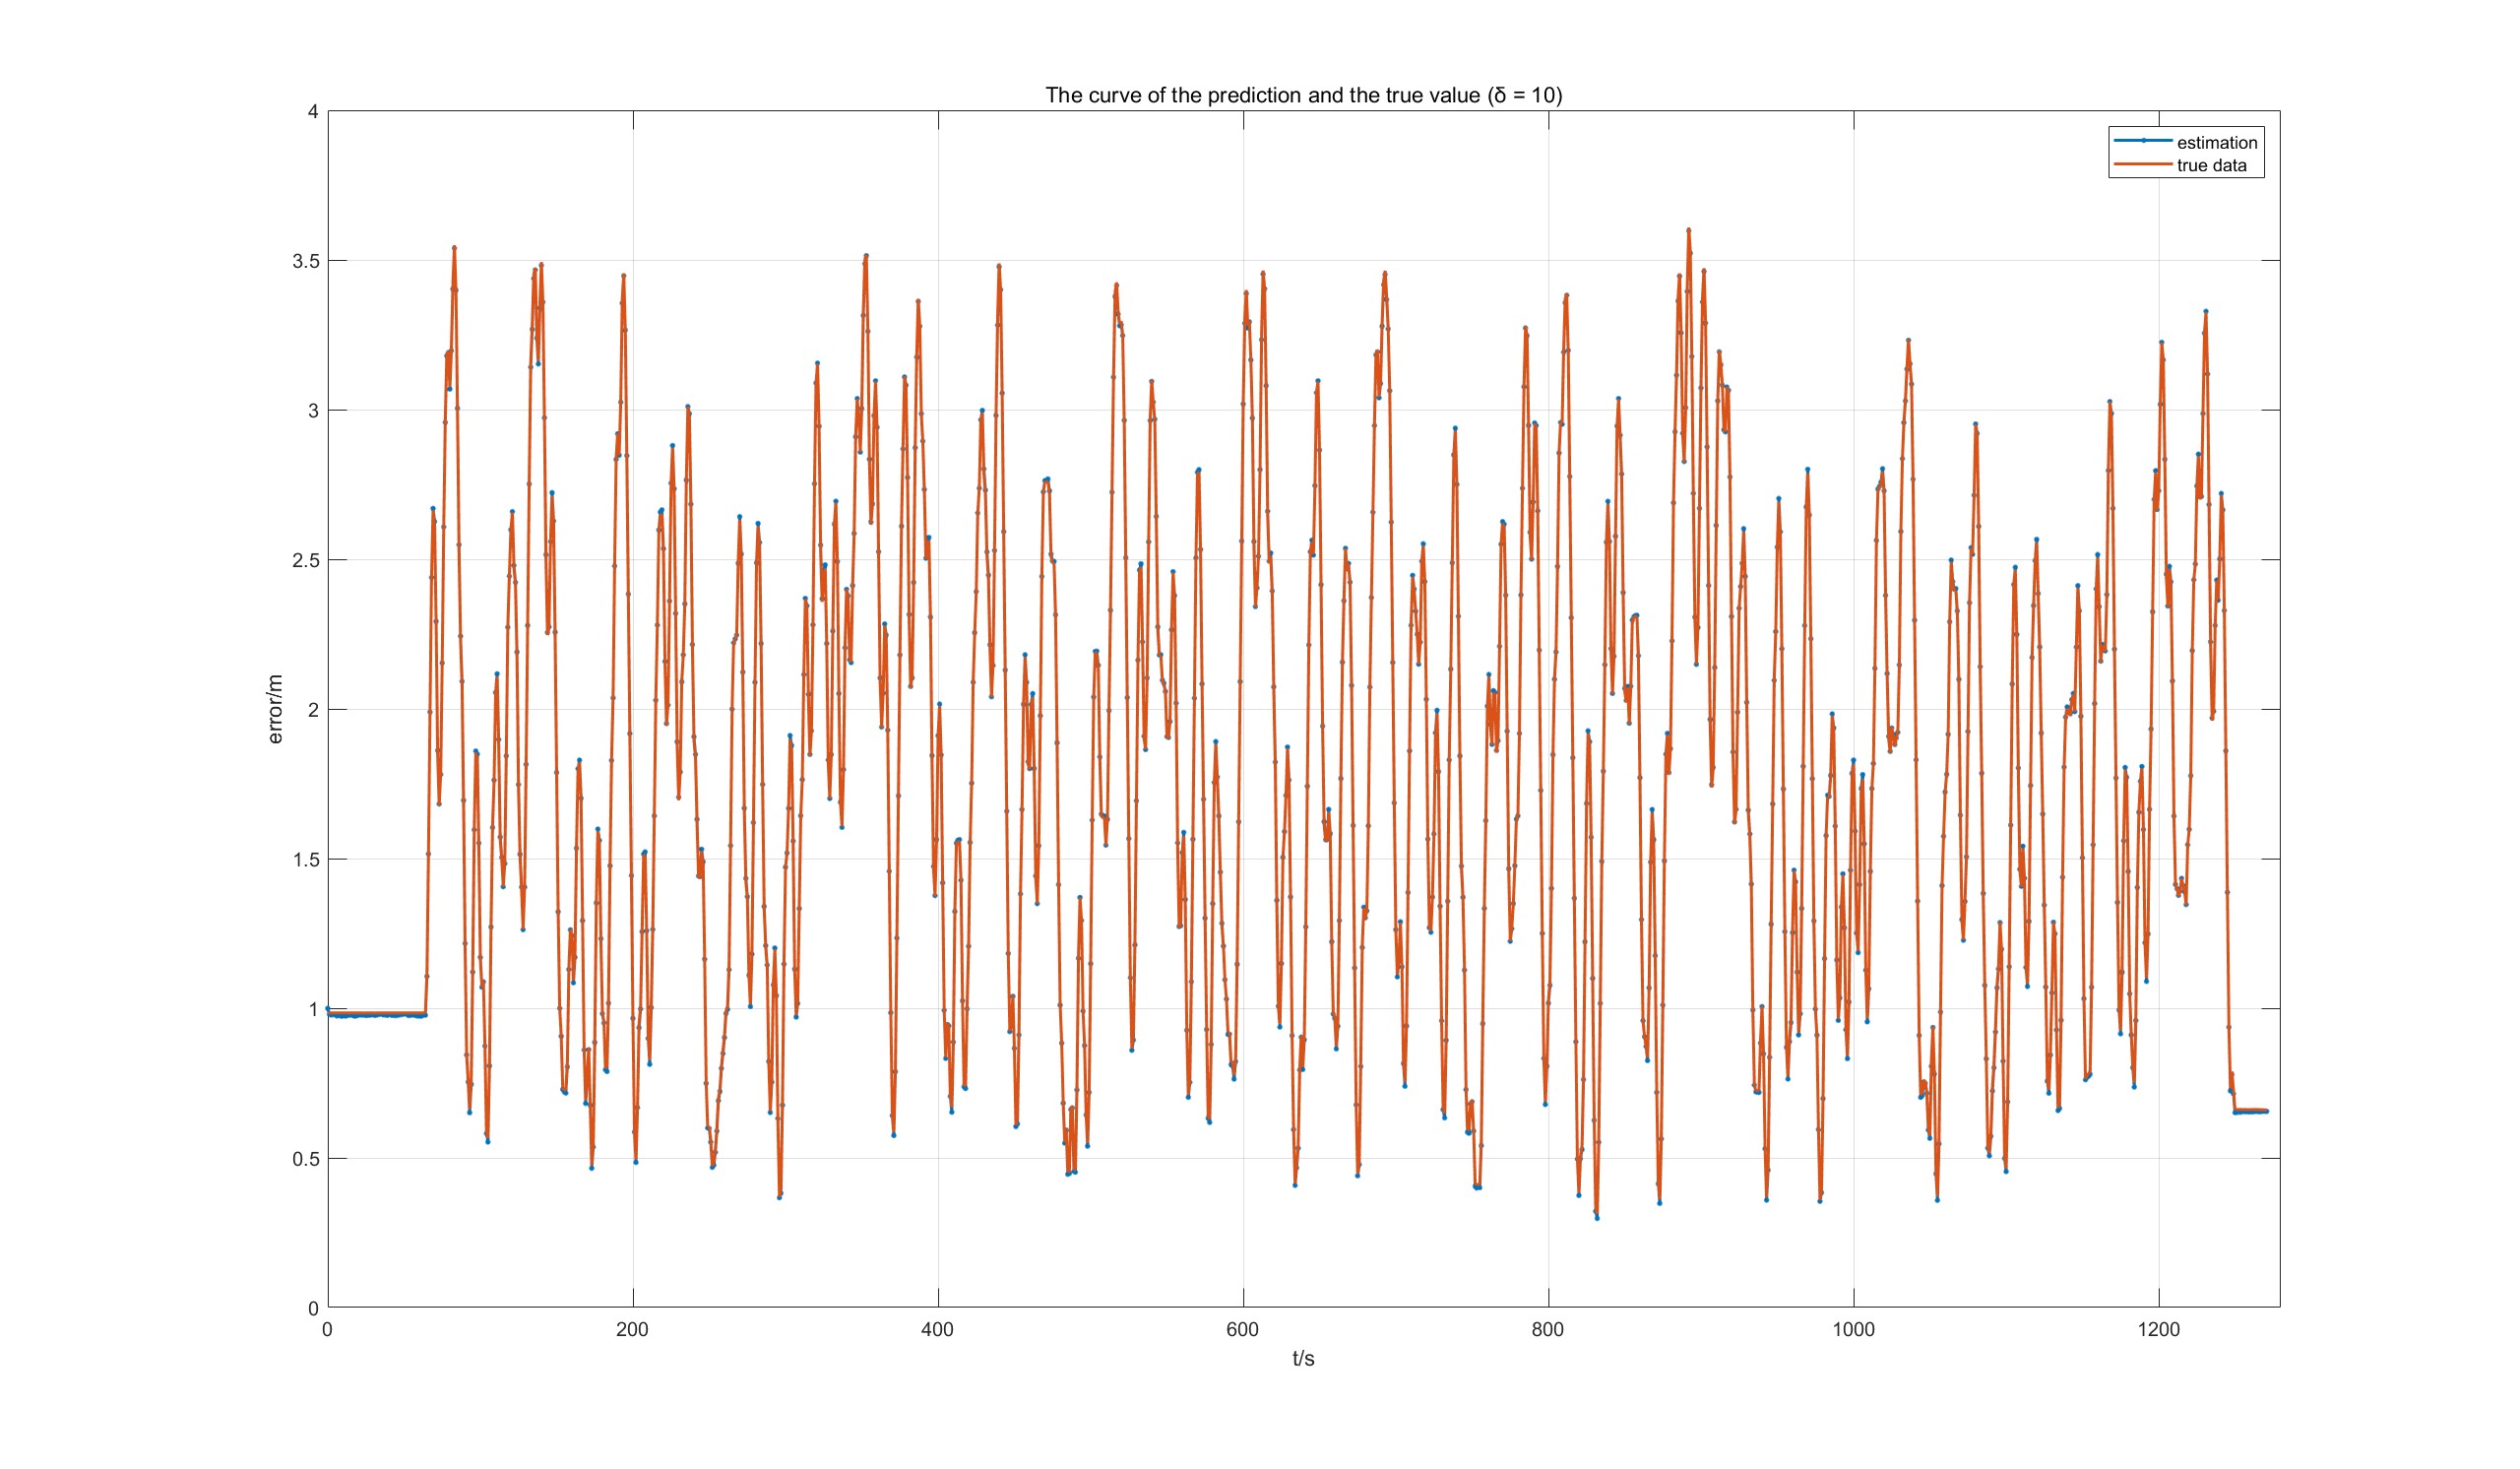 The curve of the prediction and the true value (δ = 10)
4
3.5
3
2.5
2
1.5
1
0.5
0
error/m
estimation
true data
0 200 400 600 800 1000 1200
t/s